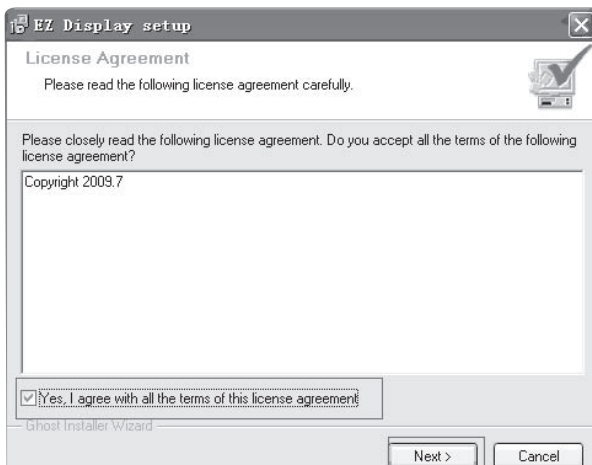 EZ Display setup
License Agreement
Please read the following license agreement carefully.
Please closely read the following license agreement. Do you accept all the terms of the following
license agreement?
Copyright 2009.7
Yes, I agree with all the terms of this license agreement
Ghost Installer Wizard
Next >
Cancel